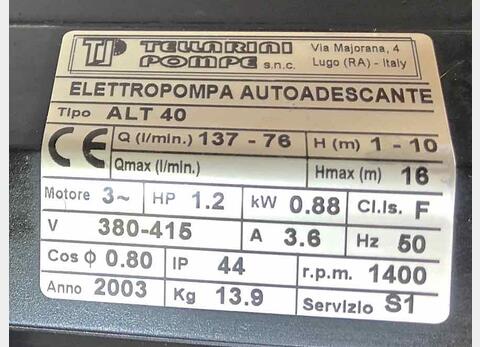 TP TELLARINI POMPE s.n.c. Via Majorana, 4
Lugo (RA) - Italy
ELETTROPOMPA AUTOADESCANTE
Tipo ALT 40
CE Q (l/min.) 137 - 76 H (m) 1 - 10
Qmax (l/min.) Hmax (m) 16
Motore 3~ HP 1.2 kW 0.88 Cl.Is. F
V 380-415 A 3.6 Hz 50
Cos ϕ 0.80 IP 44 r.p.m. 1400
Anno 2003 Kg 13.9 Servizio S1